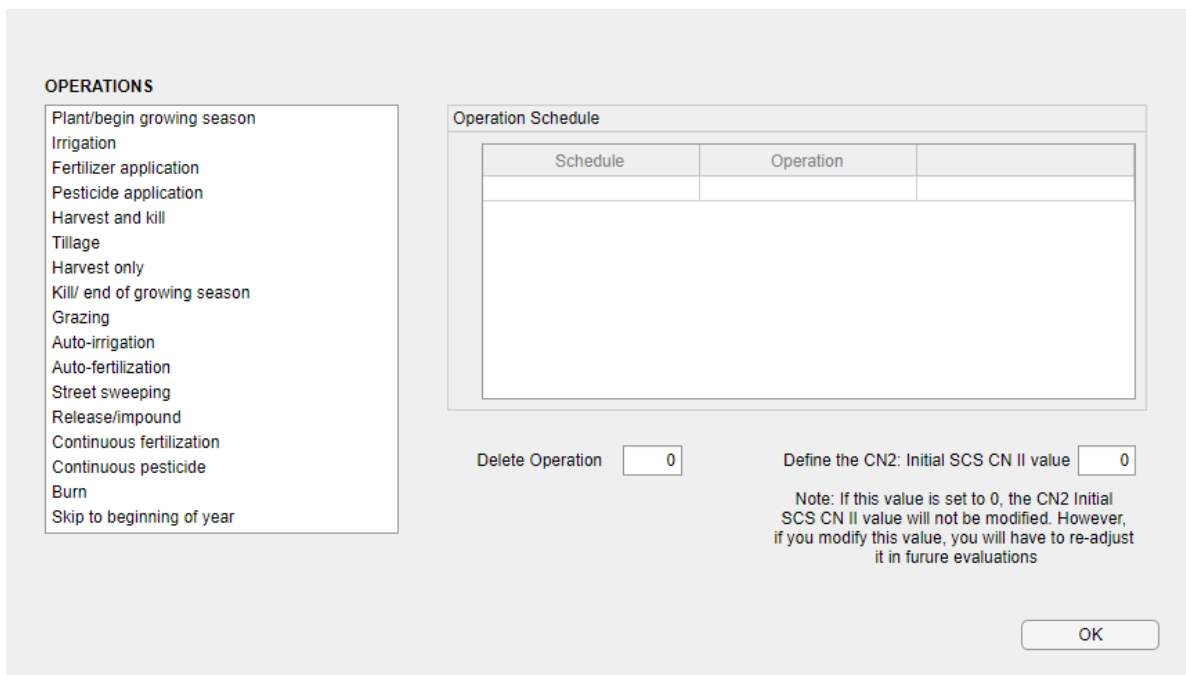 OPERATIONS
Plant/begin growing season
Irrigation
Fertilizer application
Pesticide application
Harvest and kill
Tillage
Harvest only
Kill/ end of growing season
Grazing
Auto-irrigation
Auto-fertilization
Street sweeping
Release/impound
Continuous fertilization
Continuous pesticide
Burn
Skip to beginning of year
Operation Schedule
Schedule Operation
Delete Operation 0
Define the CN2: Initial SCS CN II value 0
Note: If this value is set to 0, the CN2 Initial
SCS CN II value will not be modified. However,
if you modify this value, you will have to re-adjust
it in furure evaluations
OK